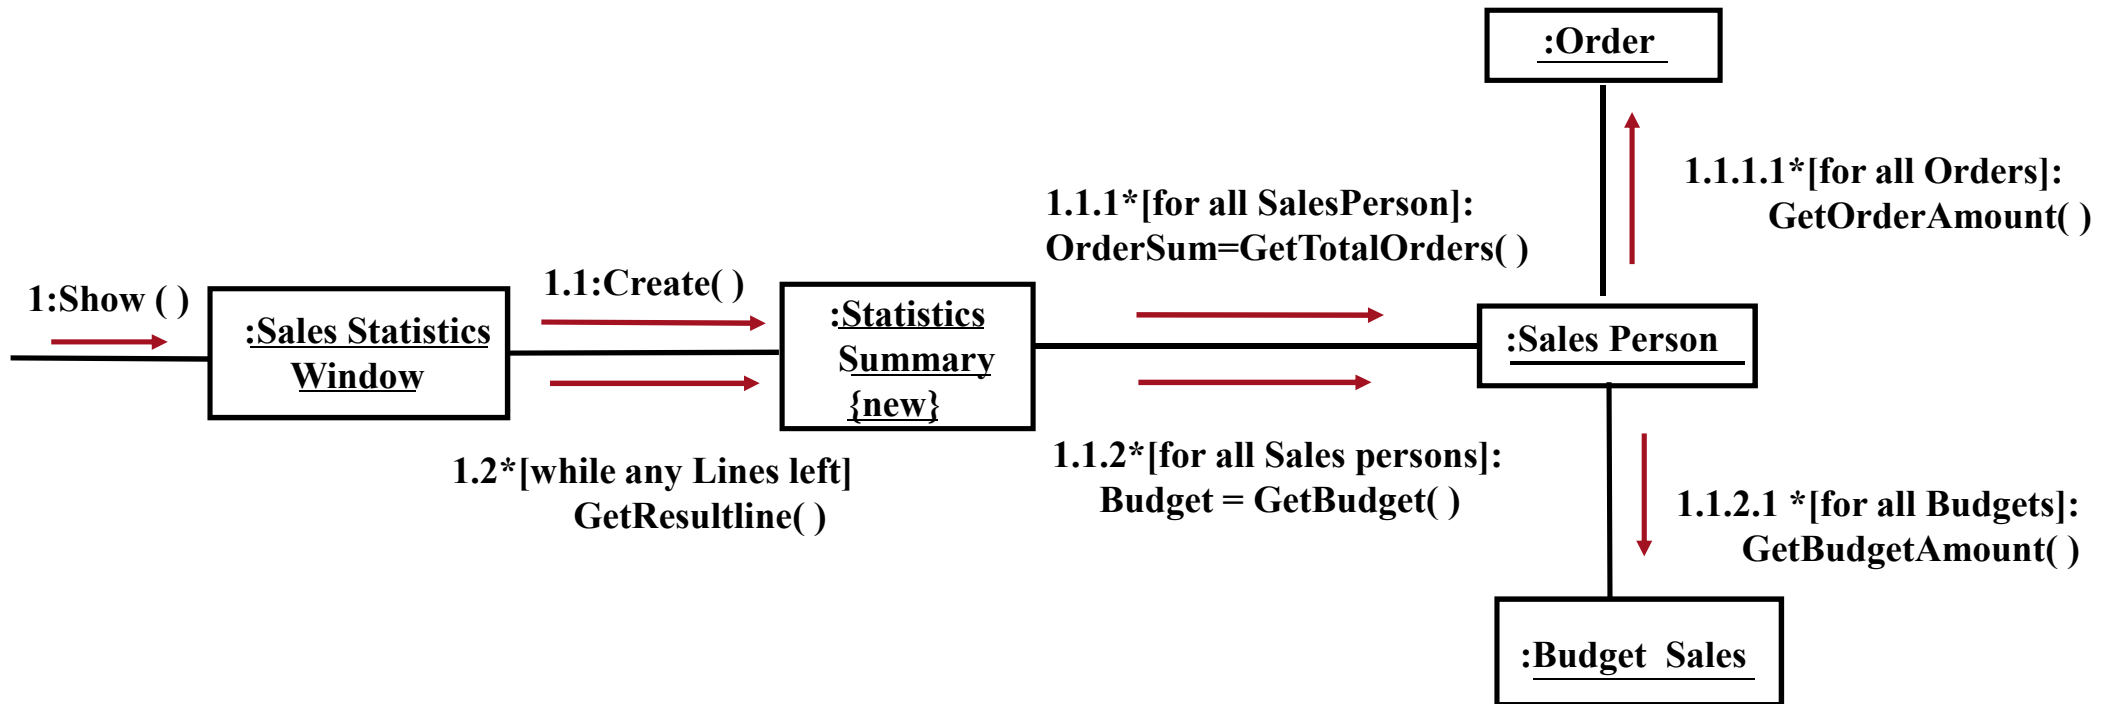 :Order
1.1.1.1*[for all Orders]:
GetOrderAmount( )
1.1.1*[for all SalesPerson]:
OrderSum=GetTotalOrders( )
1:Show ( )
:Sales Statistics
Window
1.1:Create( )
:Statistics
Summary
{new}
:Sales Person
1.2*[while any Lines left]
GetResultline( )
1.1.2*[for all Sales persons]:
Budget = GetBudget( )
1.1.2.1 *[for all Budgets]:
GetBudgetAmount( )
:Budget Sales